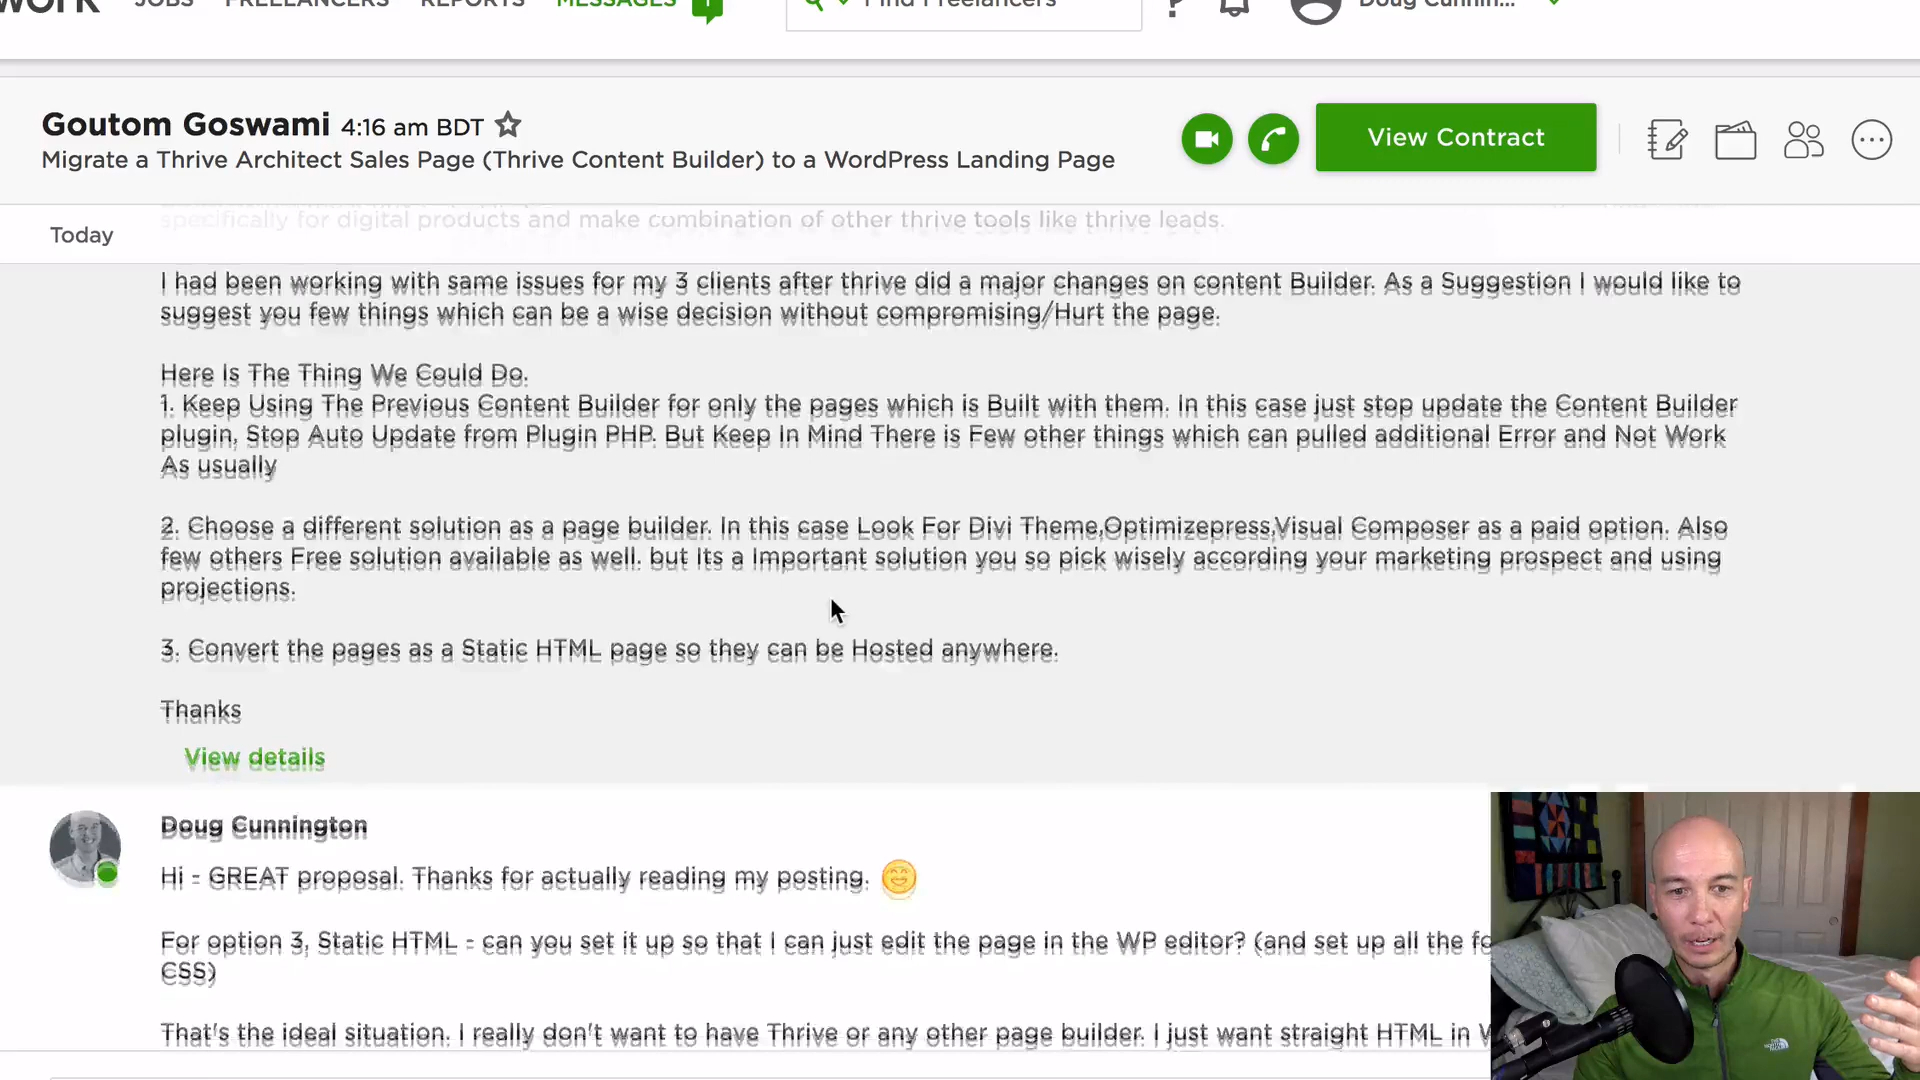 JOBS FREELANCERS REPORTS MESSAGES Find Freelancers ? Doug Cunnin...
Goutom Goswami 4:16 am BDT
Migrate a Thrive Architect Sales Page (Thrive Content Builder) to a WordPress Landing Page
View Contract
Today
specifically for digital products and make combination of other thrive tools like thrive leads.
I had been working with same issues for my 3 clients after thrive did a major changes on content Builder. As a Suggestion I would like to
suggest you few things which can be a wise decision without compromising/Hurt the page.
Here Is The Thing We Could Do.
1. Keep Using The Previous Content Builder for only the pages which is Built with them. In this case just stop update the Content Builder
plugin, Stop Auto Update from Plugin PHP. But Keep In Mind There is Few other things which can pulled additional Error and Not Work
As usually
2. Choose a different solution as a page builder. In this case Look For Divi Theme,Optimizepress,Visual Composer as a paid option. Also
few others Free solution available as well. but Its a Important solution you so pick wisely according your marketing prospect and using
projections.
3. Convert the pages as a Static HTML page so they can be Hosted anywhere.
Thanks
View details
Doug Cunnington
Hi - GREAT proposal. Thanks for actually reading my posting.
For option 3, Static HTML - can you set it up so that I can just edit the page in the WP editor? (and set up all the
CSS)
That's the ideal situation. I really don't want to have Thrive or any other page builder. I just want straight HTML in